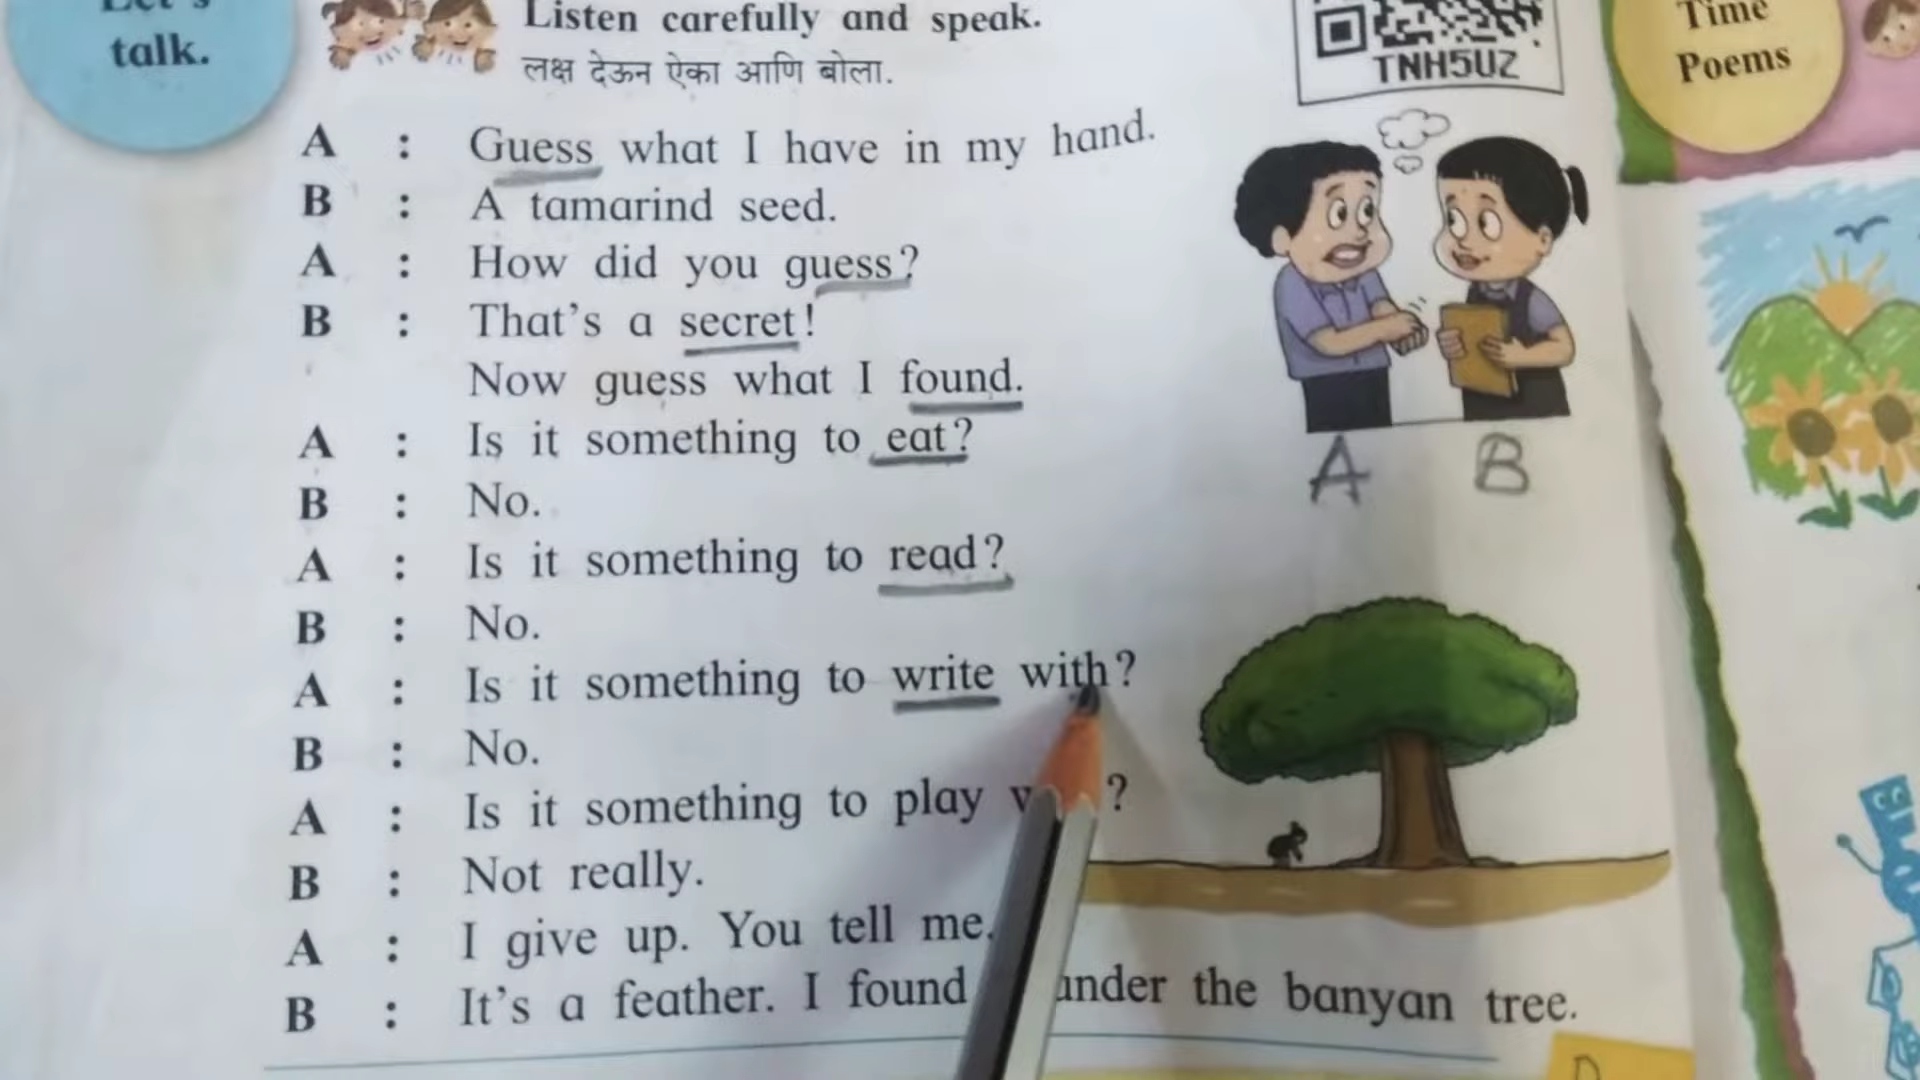 Let's
talk.
Listen carefully and speak.
लक्ष देऊन ऐका आणि बोला.
TNH5UZ
Time
Poems
A : Guess what I have in my hand.
B : A tamarind seed.
A : How did you guess?
B : That's a secret!
Now guess what I found.
A : Is it something to eat?
B : No.
A : Is it something to read?
B : No.
A : Is it something to write with?
B : No.
A : Is it something to play ?
B : Not really.
A : I give up. You tell me.
B : It's a feather. I found under the banyan tree.
A B